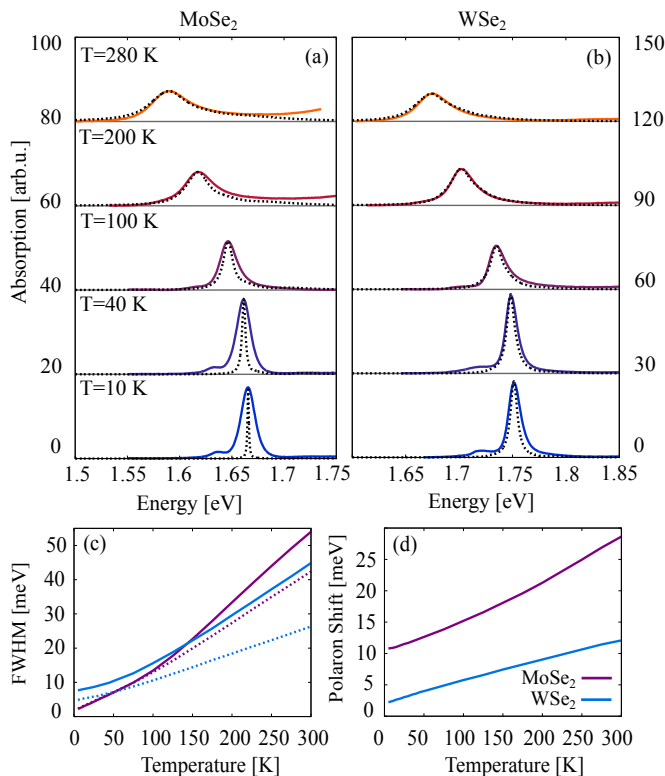 MoSe2 WSe2
100 (a) (b) 150
T=280 K
80 120
T=200 K
60 90
T=100 K
40 60
T=40 K
20 30
T=10 K
0 0
Absorption [arb.u.]
1.5 1.6 1.65 1.7 1.75 1.65 1.7 1.75 1.8 1.85
Energy [eV] Energy [eV]
(c) (d)
50
40
30
20
10
0
FWHM [meV]
0 50 100 150 200 250 300
Temperature [K]
25
20
15
10
5
0
Polaron Shift [meV]
MoSe2
WSe2
0 50 100 150 200 250 300
Temperature [K]